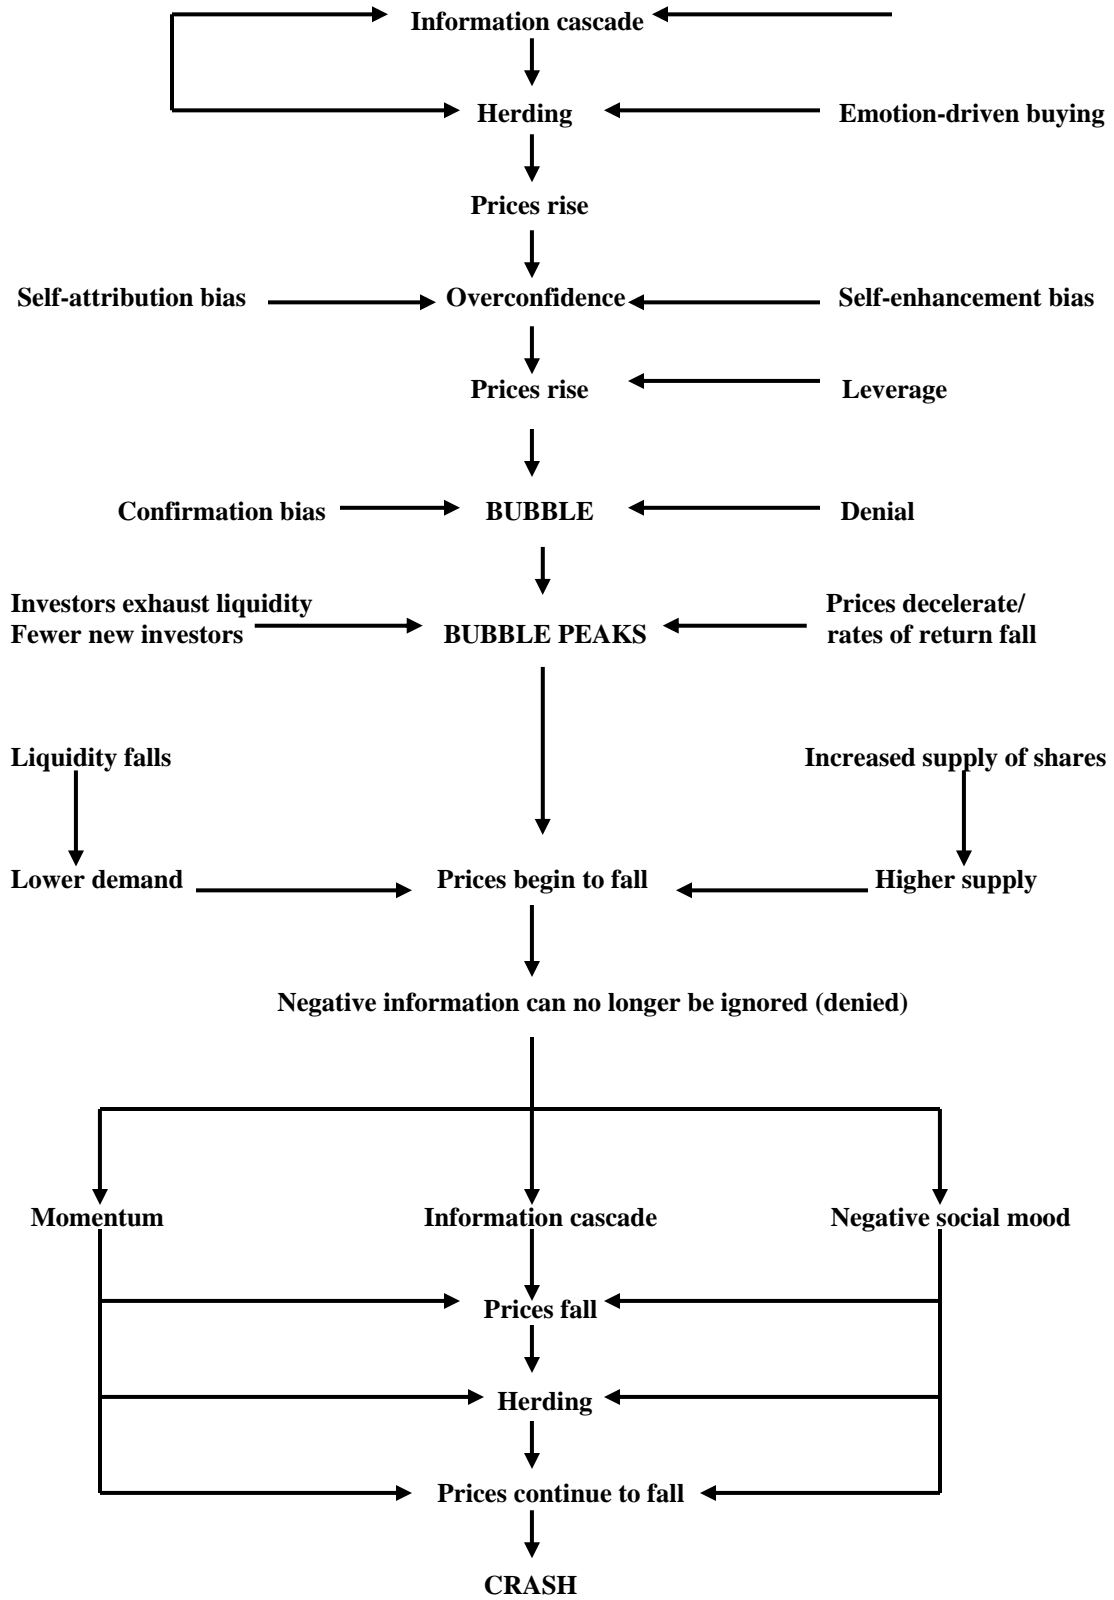 Information cascade
Herding
Emotion-driven buying
Prices rise
Self-attribution bias
Overconfidence
Self-enhancement bias
Prices rise
Leverage
Confirmation bias
BUBBLE
Denial
Investors exhaust liquidity
Fewer new investors
BUBBLE PEAKS
Prices decelerate/
rates of return fall
Liquidity falls
Increased supply of shares
Lower demand
Prices begin to fall
Higher supply
Negative information can no longer be ignored (denied)
Momentum
Information cascade
Negative social mood
Prices fall
Herding
Prices continue to fall
CRASH